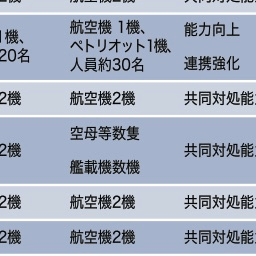 航空機 1機、
能力向上
1機、
ペトリオット1機、
20名
人員約30名
連携強化
2機
航空機2機
共同対処能
空母等数隻
2機
共同対処能
艦載機数機
2機
航空機2機
共同対処能
2機
航空機2機
共同対処能